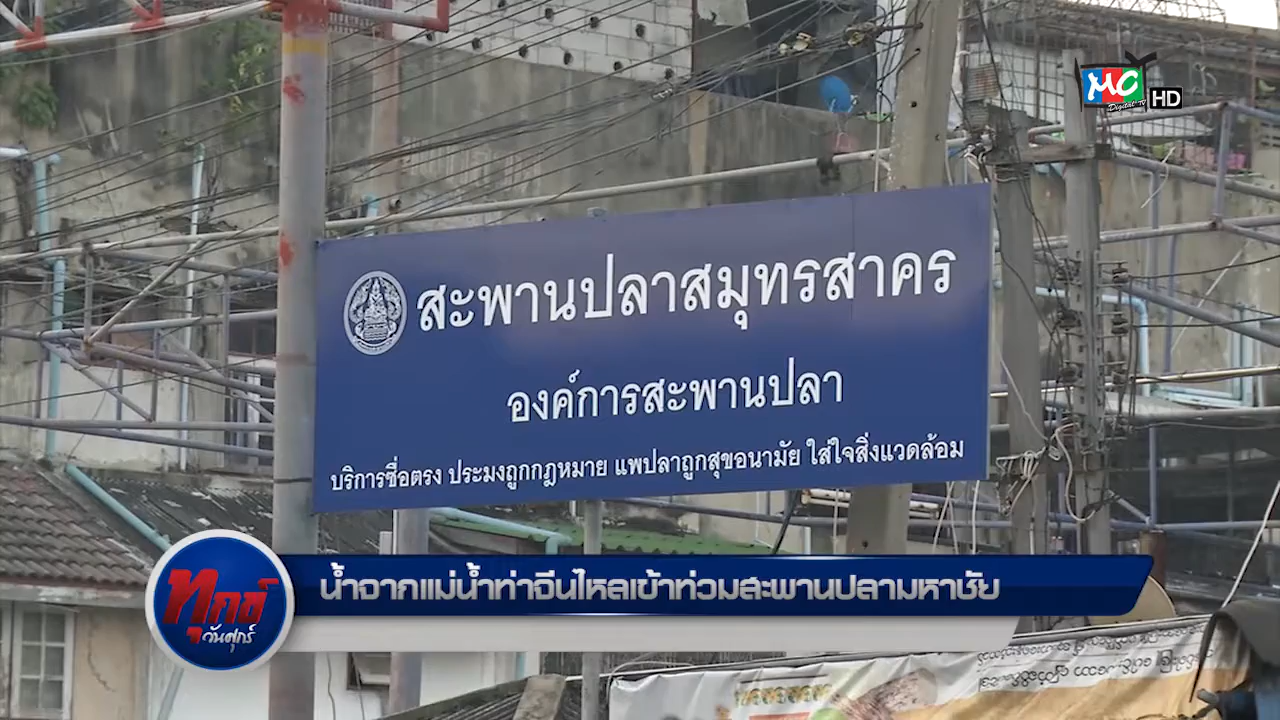 MC
Digital TV
HD
สะพานปลาสมุทรสาคร
องค์การสะพานปลา
บริการซื่อตรง ประมงถูกกฎหมาย แพปลาถูกสุขอนามัย ใส่ใจสิ่งแวดล้อม
น้ำจากแม่น้ำท่าจีนไหลเข้าท่วมสะพานปลามหาชัย
ทุกข์
วันศุกร์